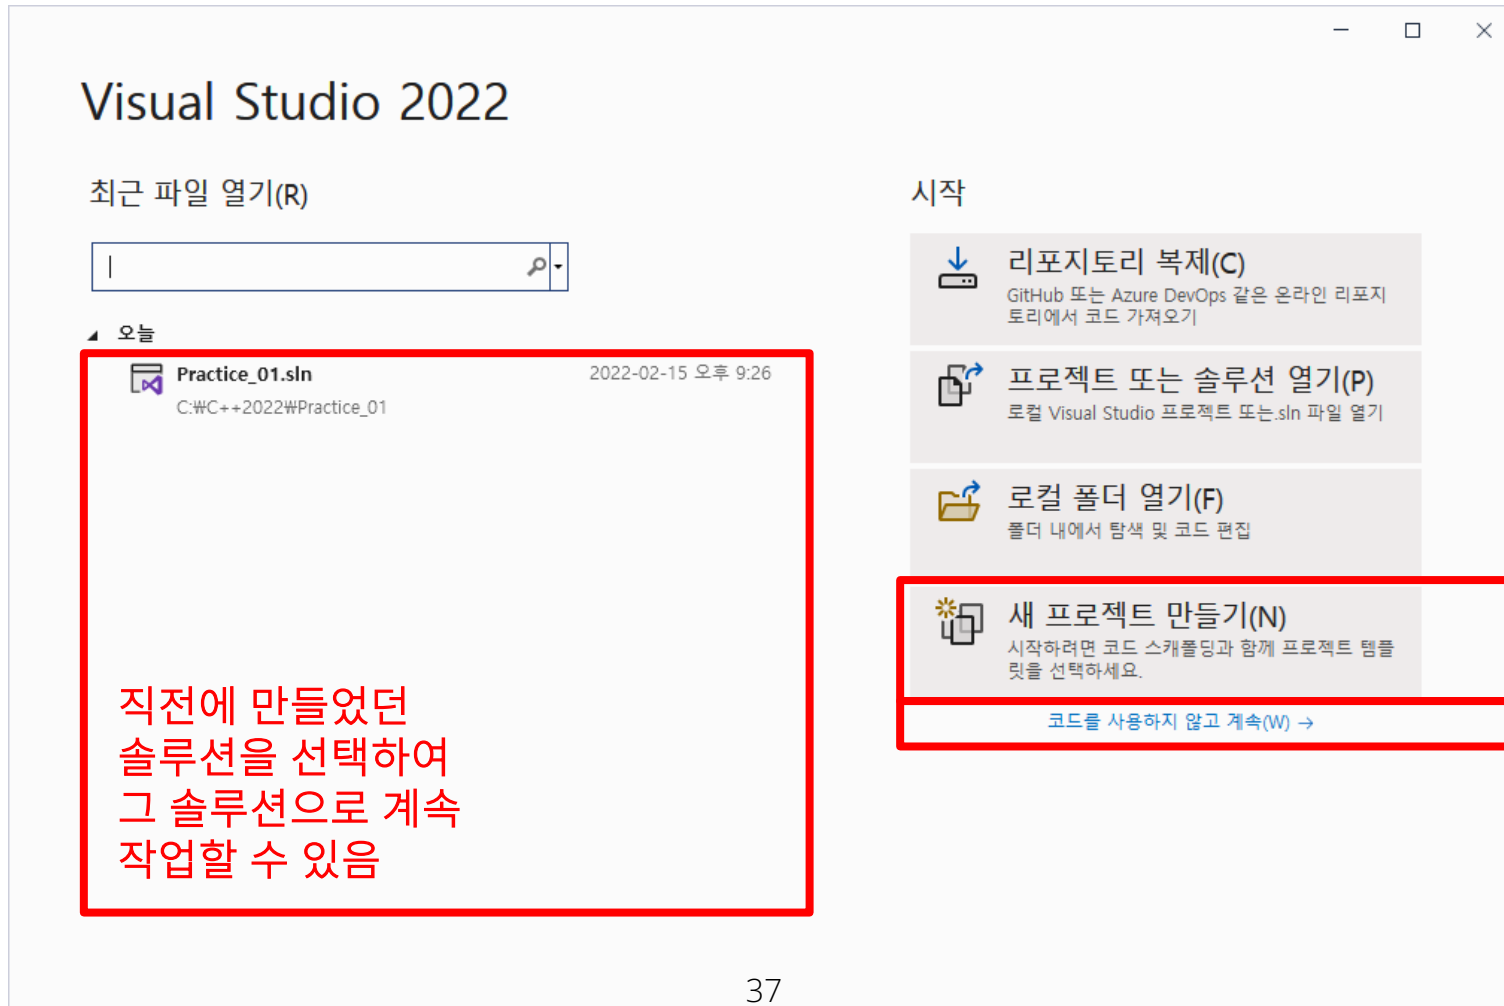 Visual Studio 2022
최근 파일 열기(R)
오늘
Practice_01.sln
2022-02-15 오후 9:26
C:₩C++2022₩Practice_01
직전에 만들었던
솔루션을 선택하여
그 솔루션으로 계속
작업할 수 있음
시작
리포지토리 복제(C)
GitHub 또는 Azure DevOps 같은 온라인 리포지
토리에서 코드 가져오기
프로젝트 또는 솔루션 열기(P)
로컬 Visual Studio 프로젝트 또는.sln 파일 열기
로컬 폴더 열기(F)
폴더 내에서 탐색 및 코드 편집
새 프로젝트 만들기(N)
시작하려면 코드 스캐폴딩과 함께 프로젝트 템플
릿을 선택하세요.
코드를 사용하지 않고 계속(W) →
37